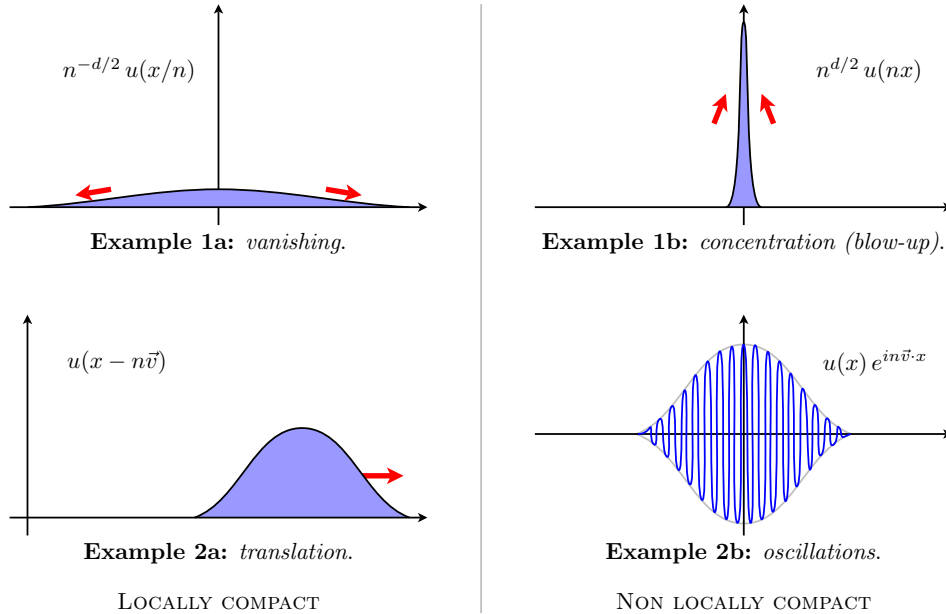 n^{-d/2} u(x/n)
Example 1a: vanishing.
n^{d/2} u(nx)
Example 1b: concentration (blow-up).
u(x − n\vec{v})
Example 2a: translation.
u(x) e^{in\vec{v}·x}
Example 2b: oscillations.
Locally compact
Non locally compact